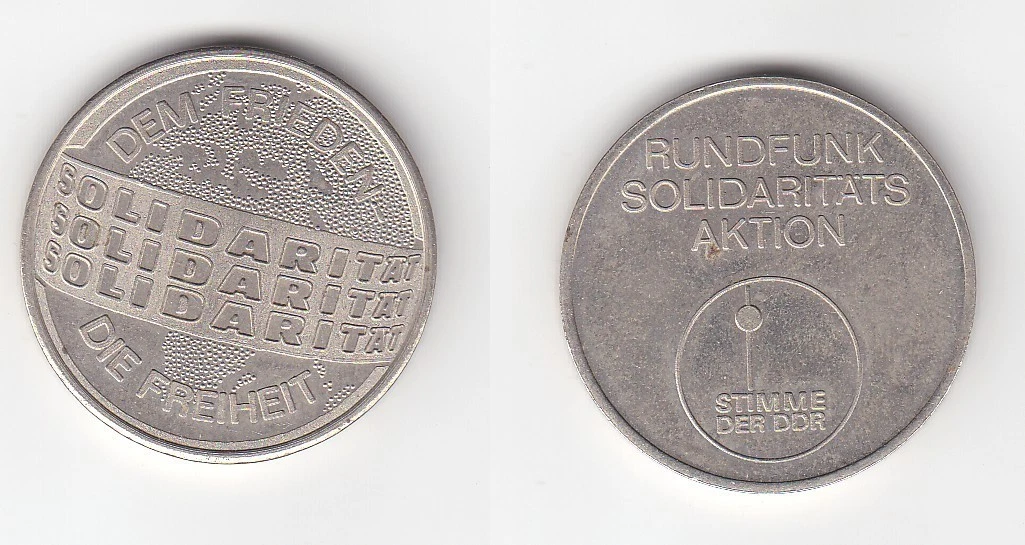 DEM FRIEDEN
SOLIDARITÄT
SOLIDARITÄT
SOLIDARITÄT
DIE FREIHEIT
RUNDFUNK
SOLIDARITÄTS
AKTION
STIMME
DER DDR